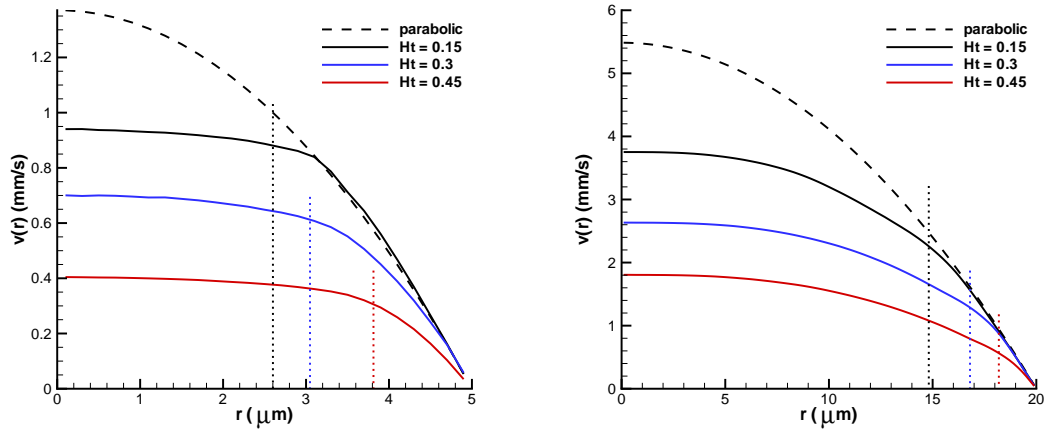 v(r) (mm/s)
1.2
1
0.8
0.6
0.4
0.2
0
0 1 2 3 4 5
r ( μm)
parabolic
Ht = 0.15
Ht = 0.3
Ht = 0.45
v(r) (mm/s)
6
5
4
3
2
1
0
0 5 10 15 20
r ( μm)
parabolic
Ht = 0.15
Ht = 0.3
Ht = 0.45